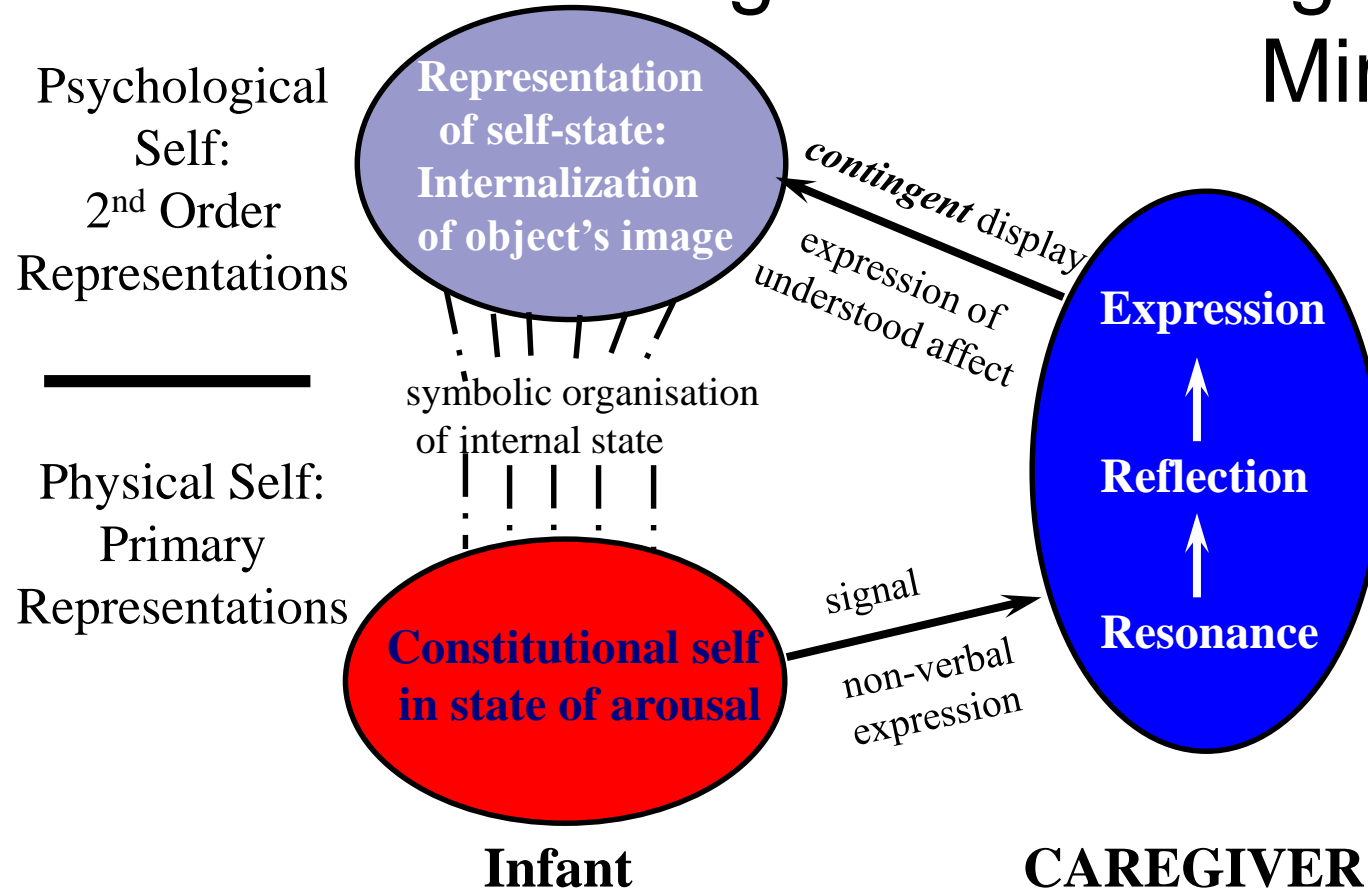 Psychological
Self:
2nd Order
Representations
Physical Self:
Primary
Representations
Representation
of self-state:
Internalization
of object's image
symbolic organisation
of internal state
Constitutional self
in state of arousal
Infant
contingent display
expression of
understood affect
signal
non-verbal
expression
Expression
Reflection
Resonance
CAREGIVER